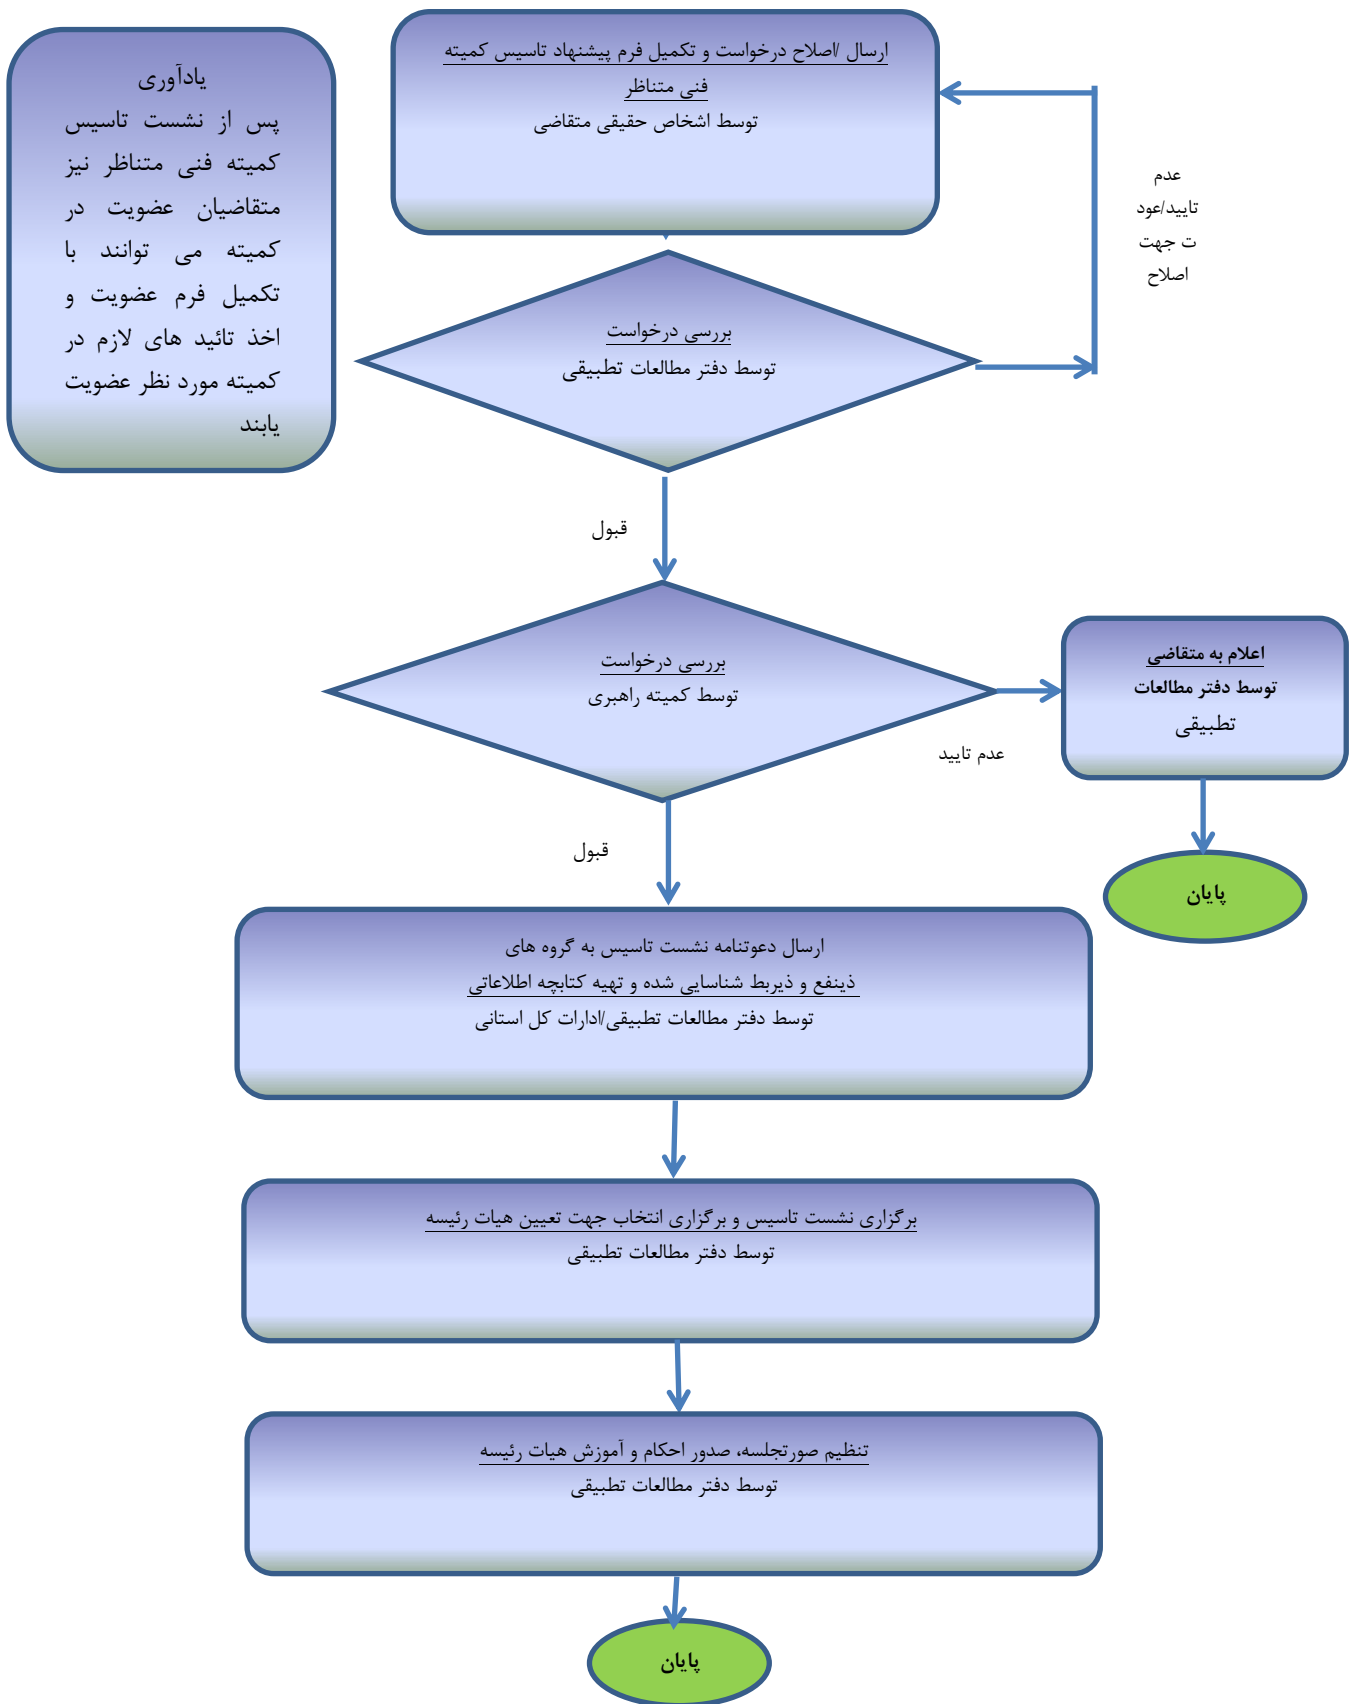 ارسال /اصلاح درخواست و تکمیل فرم پیشنهاد تاسیس کمیته
فنی متناظر
توسط اشخاص حقیقی متقاضی
یادآوری
پس از نشست تاسیس
کمیته فنی متناظر نیز
متقاضیان عضویت در
کمیته می توانند با
تکمیل فرم عضویت و
اخذ تائید های لازم در
کمیته مورد نظر عضویت
یابند
عدم
تایید/عود
ت جهت
اصلاح
بررسی درخواست
توسط دفتر مطالعات تطبیقی
قبول
بررسی درخواست
توسط کمیته راهبری
عدم تایید
اعلام به متقاضی
توسط دفتر مطالعات
تطبیقی
پایان
قبول
ارسال دعوتنامه نشست تاسیس به گروه های
ذینفع و ذیربط شناسایی شده و تهیه کتابچه اطلاعاتی
توسط دفتر مطالعات تطبیقی/ادارات کل استانی
برگزاری نشست تاسیس و برگزاری انتخاب جهت تعیین هیات رئیسه
توسط دفتر مطالعات تطبیقی
تنظیم صورتجلسه، صدور احکام و آموزش هیات رئیسه
توسط دفتر مطالعات تطبیقی
پایان